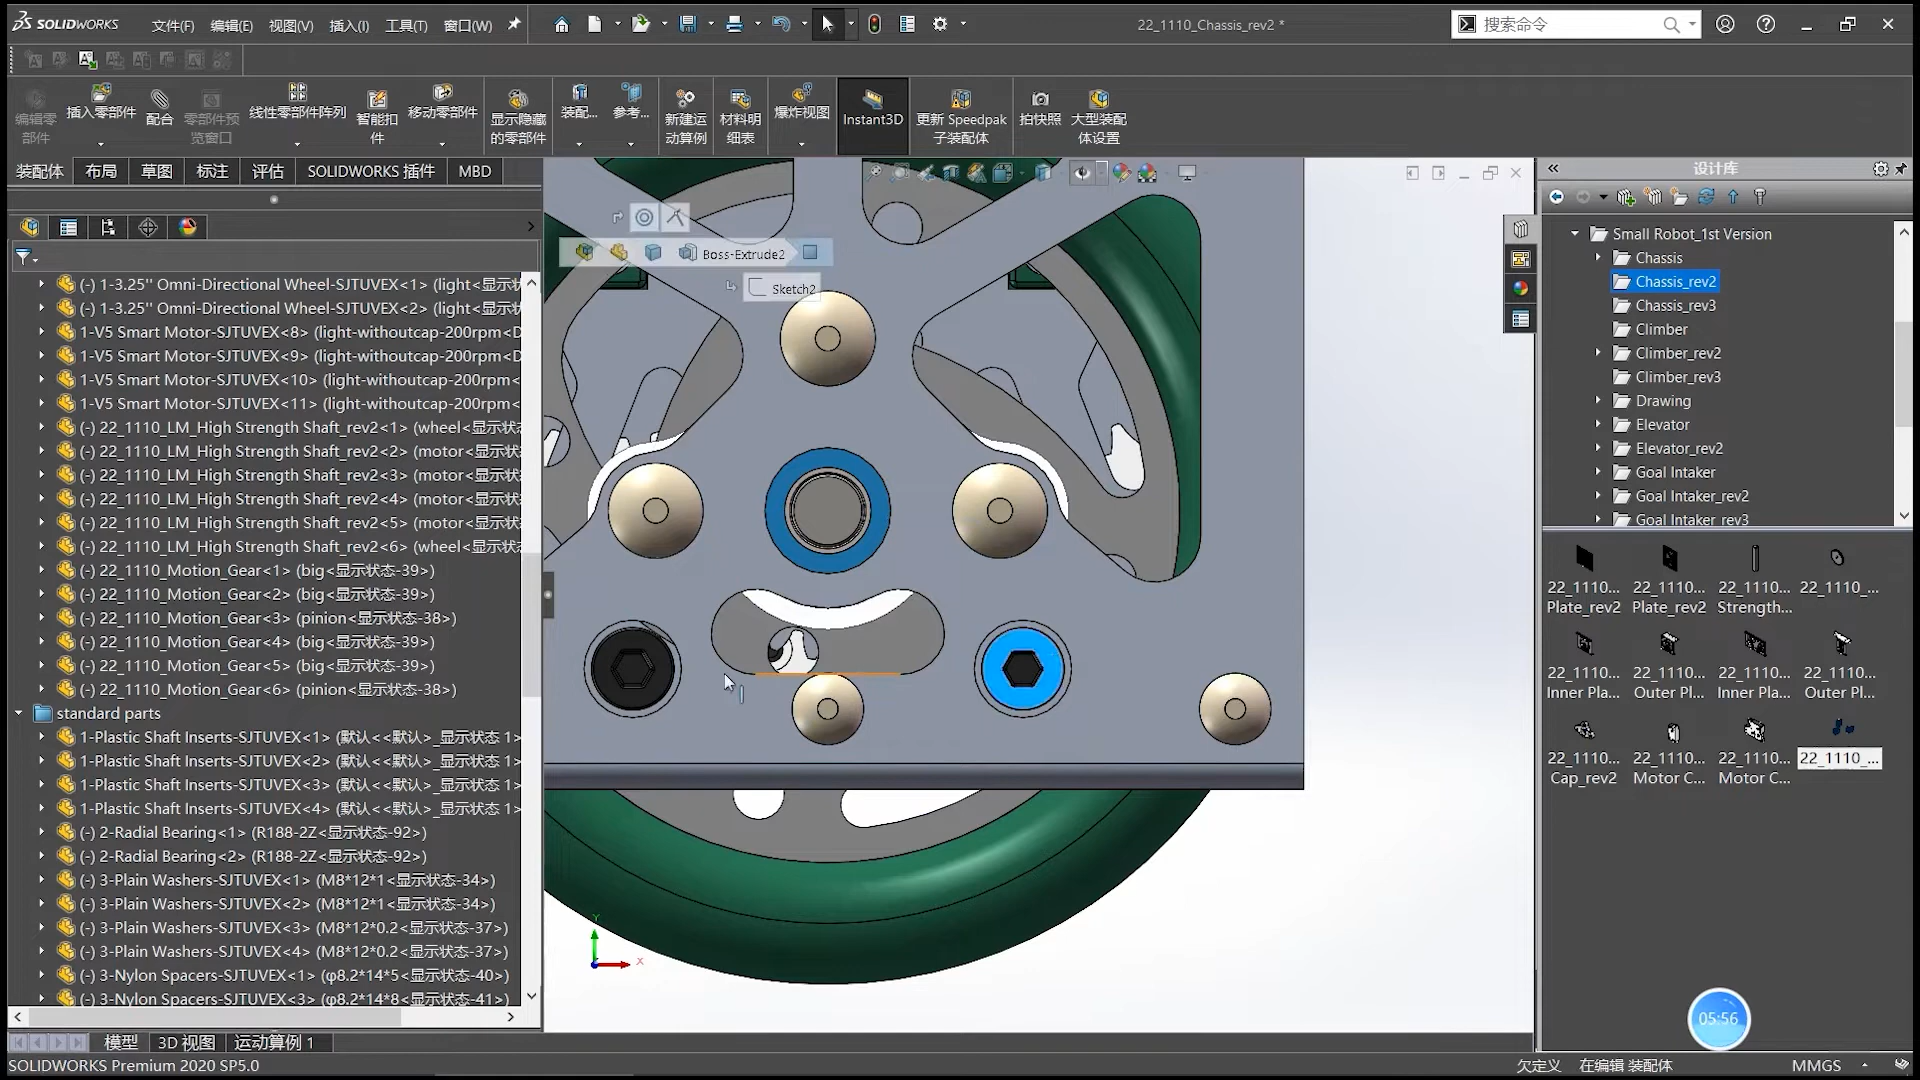 SOLIDWORKS 文件(F) 编辑(E) 视图(V) 插入(I) 工具(T) 窗口(W) 22_1110_Chassis_rev2 * 搜索命令
编辑零部件 插入零部件 配合 零部件预览窗口 线性零部件阵列 智能扣件 移动零部件 显示隐藏的零部件 装配... 参考... 新建运动算例 材料明细表 爆炸视图 Instant3D 更新 Speedpak 子装配体 拍快照 大型装配体设置
装配体 布局 草图 标注 评估 SOLIDWORKS 插件 MBD
(-) 1-3.25'' Omni-Directional Wheel-SJTUVEX<1> (light<显示状
(-) 1-3.25'' Omni-Directional Wheel-SJTUVEX<2> (light<显示状
1-V5 Smart Motor-SJTUVEX<8> (light-withoutcap-200rpm<D
1-V5 Smart Motor-SJTUVEX<9> (light-withoutcap-200rpm<D
1-V5 Smart Motor-SJTUVEX<10> (light-withoutcap-200rpm<
1-V5 Smart Motor-SJTUVEX<11> (light-withoutcap-200rpm<
(-) 22_1110_LM_High Strength Shaft_rev2<1> (wheel<显示状
(-) 22_1110_LM_High Strength Shaft_rev2<2> (motor<显示状
(-) 22_1110_LM_High Strength Shaft_rev2<3> (motor<显示状
(-) 22_1110_LM_High Strength Shaft_rev2<4> (motor<显示状
(-) 22_1110_LM_High Strength Shaft_rev2<5> (motor<显示状
(-) 22_1110_LM_High Strength Shaft_rev2<6> (wheel<显示状
(-) 22_1110_Motion_Gear<1> (big<显示状态-39>)
(-) 22_1110_Motion_Gear<2> (big<显示状态-39>)
(-) 22_1110_Motion_Gear<3> (pinion<显示状态-38>)
(-) 22_1110_Motion_Gear<4> (big<显示状态-39>)
(-) 22_1110_Motion_Gear<5> (big<显示状态-39>)
(-) 22_1110_Motion_Gear<6> (pinion<显示状态-38>)
standard parts
1-Plastic Shaft Inserts-SJTUVEX<1> (默认<<默认>_显示状态 1>
1-Plastic Shaft Inserts-SJTUVEX<2> (默认<<默认>_显示状态 1>
1-Plastic Shaft Inserts-SJTUVEX<3> (默认<<默认>_显示状态 1>
1-Plastic Shaft Inserts-SJTUVEX<4> (默认<<默认>_显示状态 1>
(-) 2-Radial Bearing<1> (R188-2Z<显示状态-92>)
(-) 2-Radial Bearing<2> (R188-2Z<显示状态-92>)
(-) 3-Plain Washers-SJTUVEX<1> (M8*12*1<显示状态-34>)
(-) 3-Plain Washers-SJTUVEX<2> (M8*12*1<显示状态-34>)
(-) 3-Plain Washers-SJTUVEX<3> (M8*12*0.2<显示状态-37>)
(-) 3-Plain Washers-SJTUVEX<4> (M8*12*0.2<显示状态-37>)
(-) 3-Nylon Spacers-SJTUVEX<1> (φ8.2*14*5<显示状态-40>)
(-) 3-Nylon Spacers-SJTUVEX<3> (φ8.2*14*8<显示状态-41>)
Boss-Extrude2
Sketch2
Y
X
设计库
Small Robot_1st Version
Chassis
Chassis_rev2
Chassis_rev3
Climber
Climber_rev2
Climber_rev3
Drawing
Elevator
Elevator_rev2
Goal Intaker
Goal Intaker_rev2
Goal Intaker_rev3
22_1110... 22_1110... 22_1110... 22_1110_...
Plate_rev2 Plate_rev2 Strength...
22_1110... 22_1110... 22_1110... 22_1110...
Inner Pla... Outer Pl... Inner Pla... Outer Pl...
22_1110... 22_1110... 22_1110... 22_1110_...
Cap_rev2 Motor C... Motor C...
05:56
模型 3D 视图 运动算例 1
SOLIDWORKS Premium 2020 SP5.0 欠定义 在编辑 装配体 MMGS